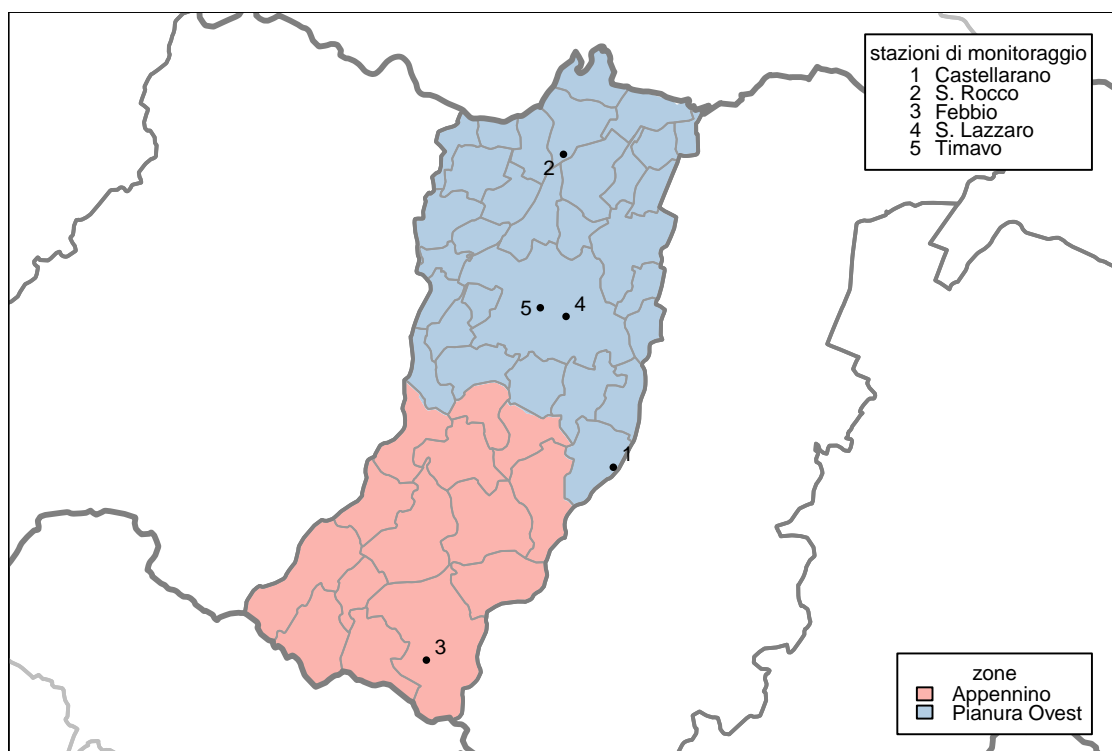 stazioni di monitoraggio
1 Castellarano
2 S. Rocco
3 Febbio
4 S. Lazzaro
5 Timavo
2
5
4
1
3
zone
Appennino
Pianura Ovest